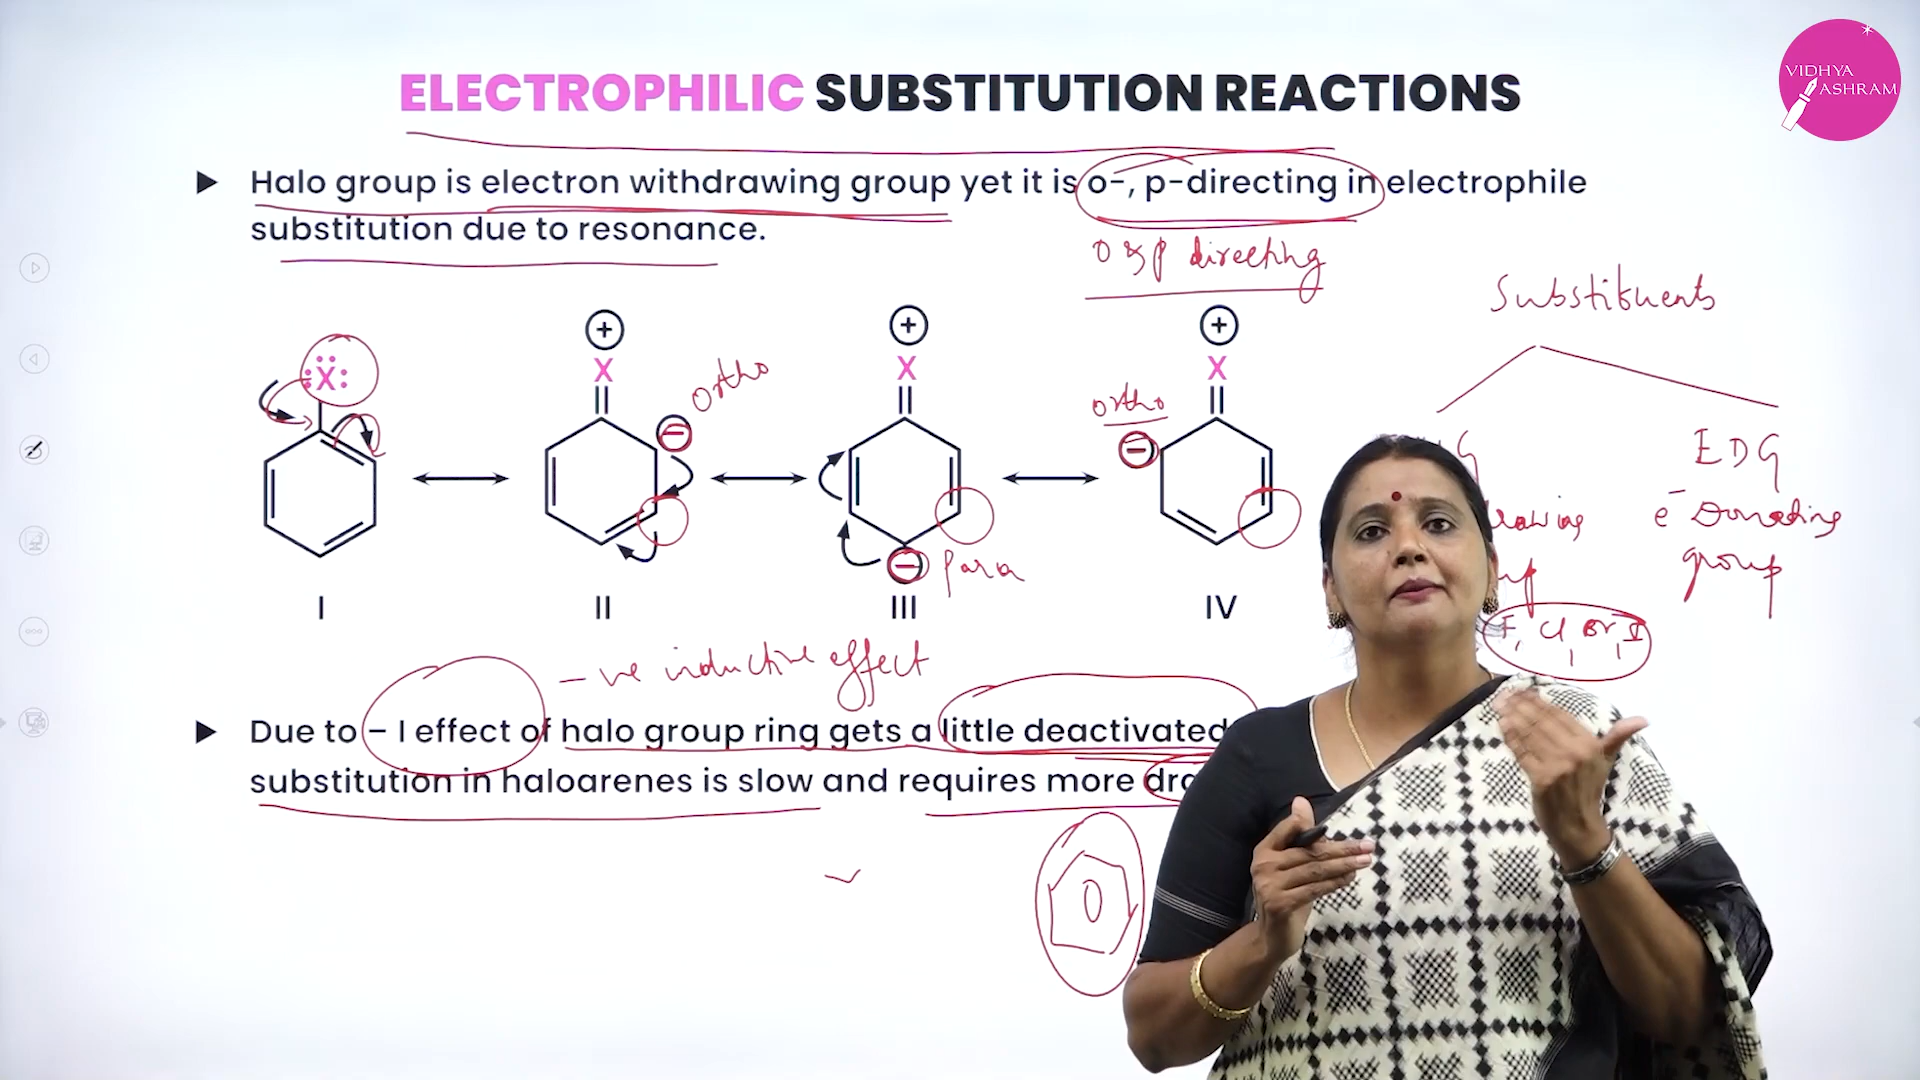 ELECTROPHILIC SUBSTITUTION REACTIONS
VIDHYA
ASHRAM
► Halo group is electron withdrawing group yet it is o-, p-directing in electrophile
substitution due to resonance.
O & p directing
Substituents
X
X
X
X
Ortho
Ortho
Para
EDG
e⁻ Donating
group
F, Cl, Br, I
I
II
III
IV
-ve inductive effect
► Due to – I effect of halo group ring gets a little deactivated
substitution in haloarenes is slow and requires more